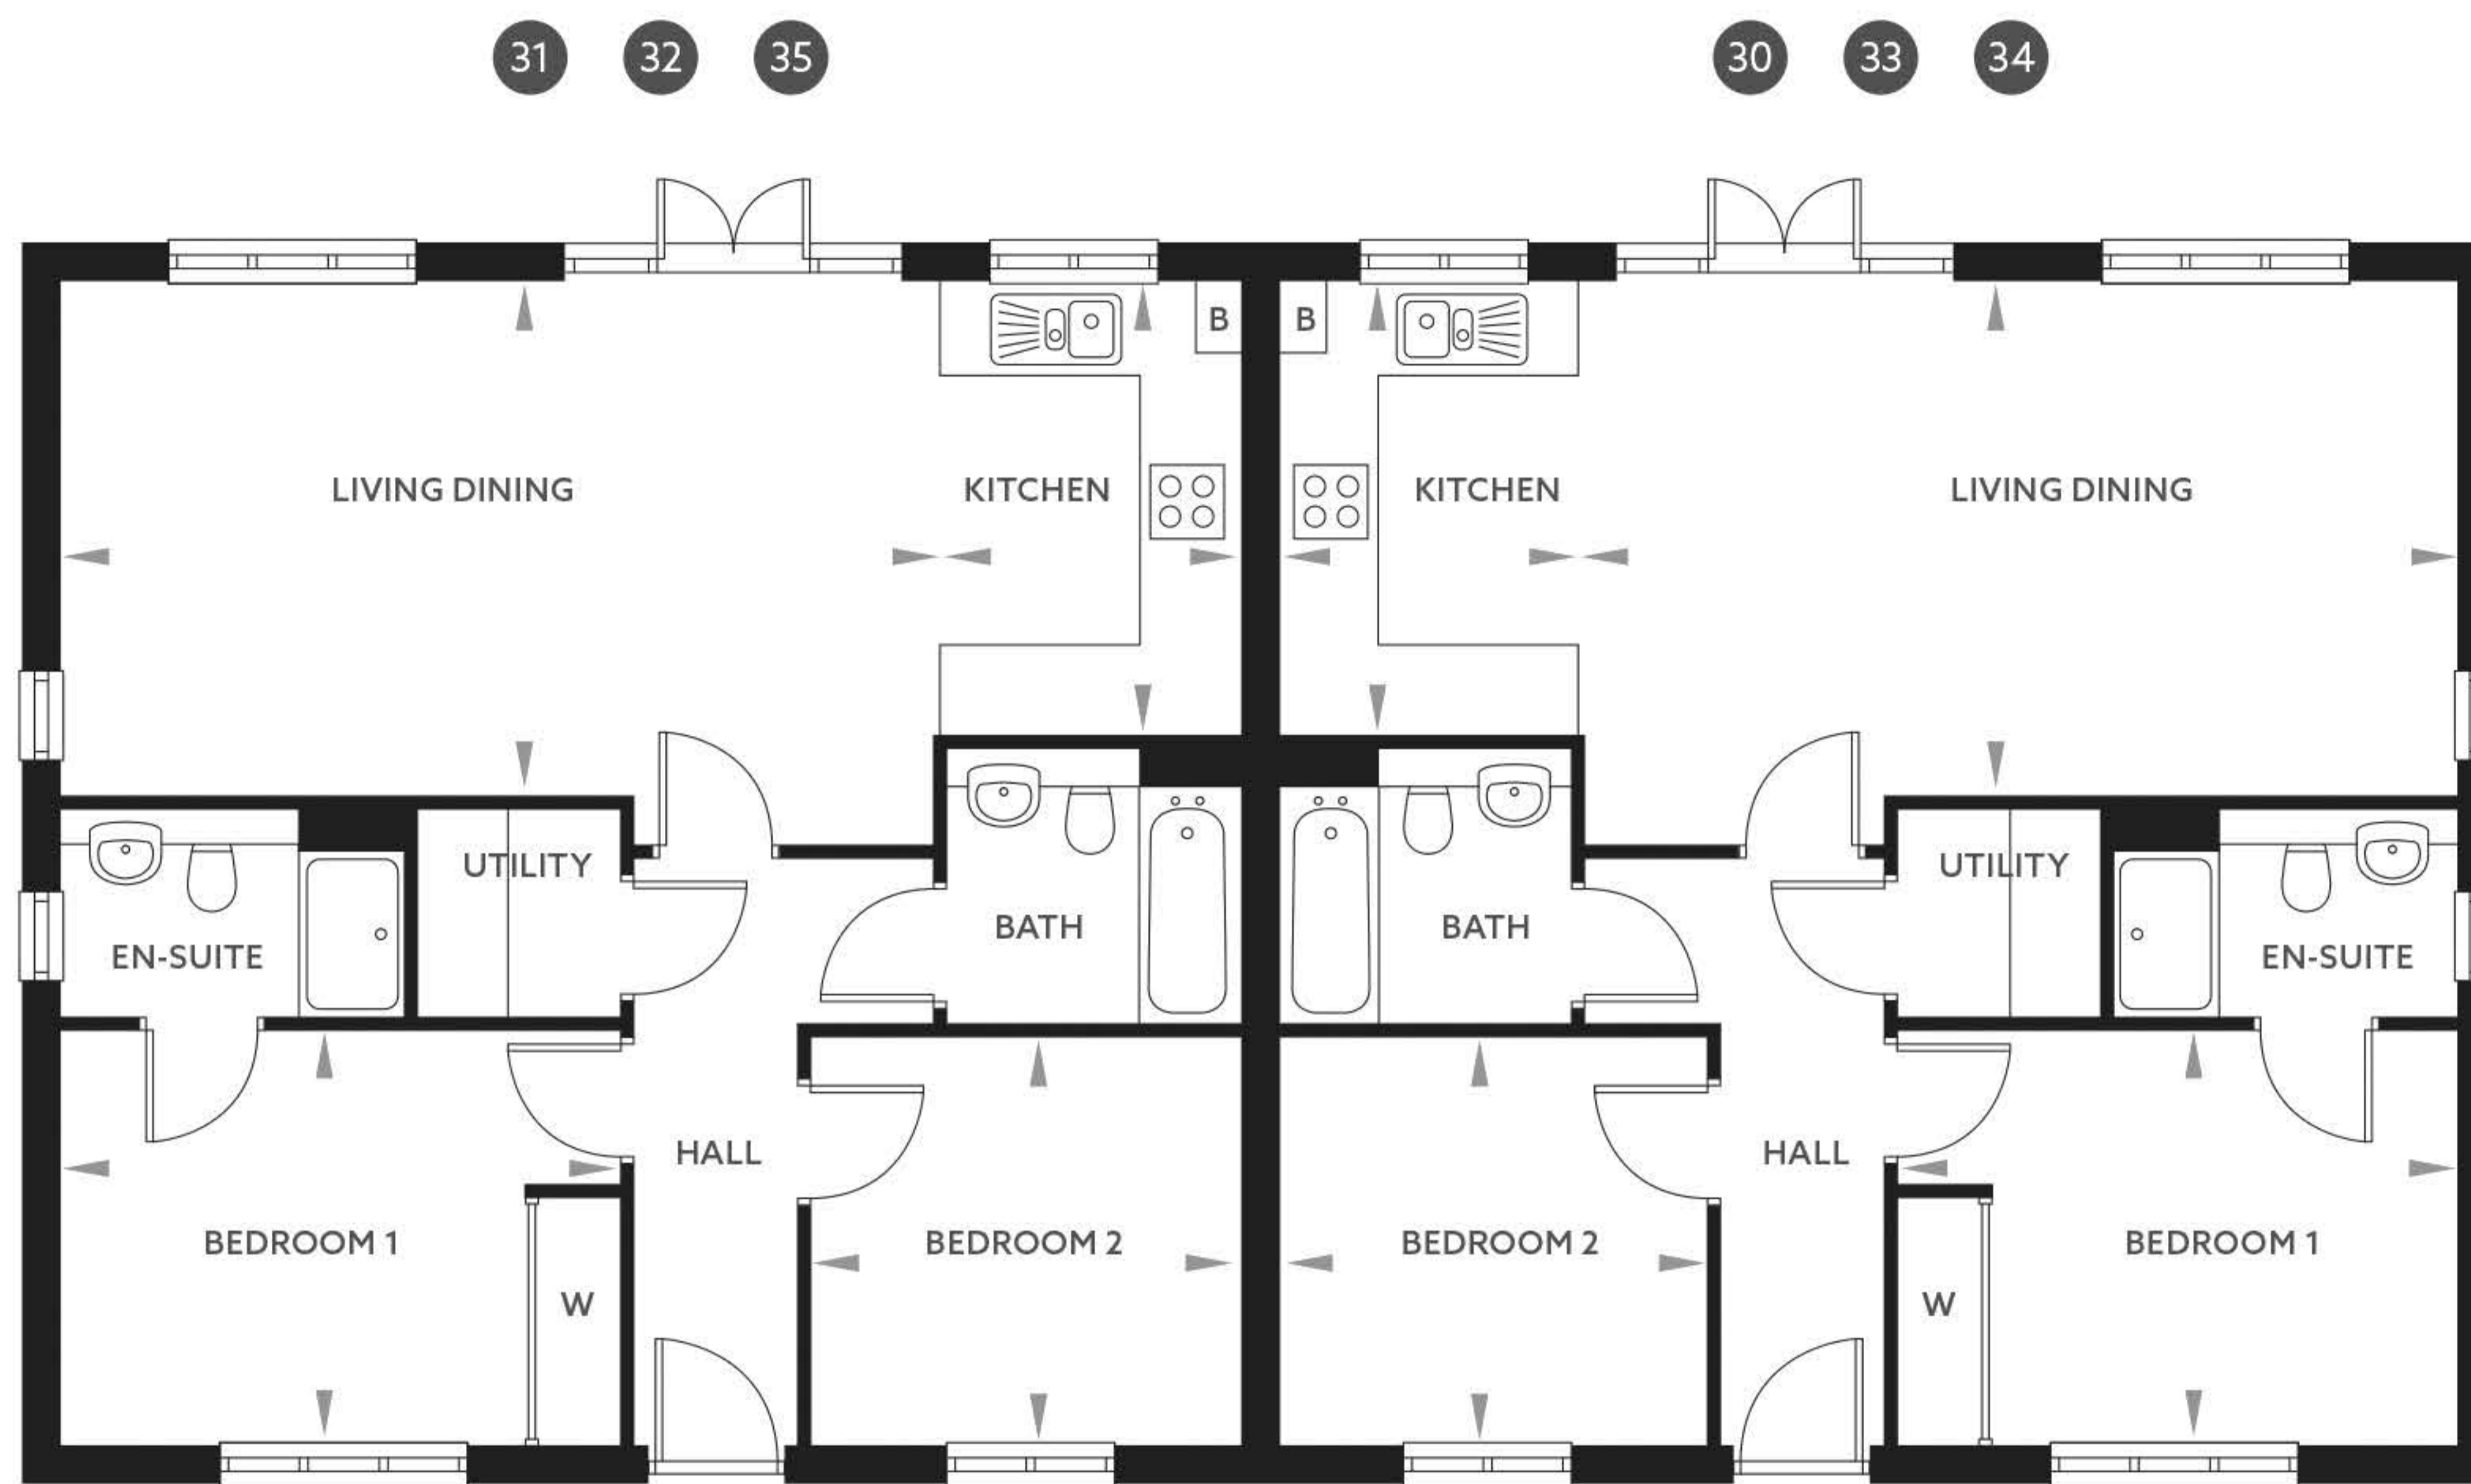 31 32 35 30 33 34
B B
LIVING DINING KITCHEN KITCHEN LIVING DINING
UTILITY UTILITY
BATH BATH
EN-SUITE EN-SUITE
HALL HALL
BEDROOM 1 BEDROOM 2 BEDROOM 2 BEDROOM 1
W W